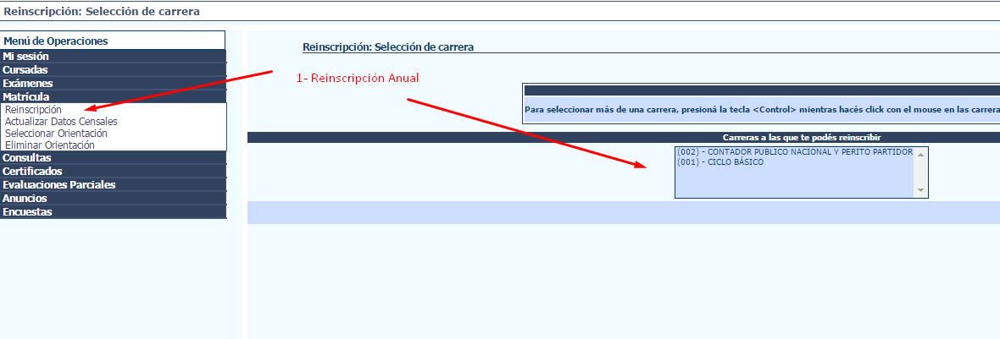 Reinscripción: Selección de carrera
Menú de Operaciones
Mi sesión
Cursadas
Exámenes
Matrícula
Reinscripción
Actualizar Datos Censales
Seleccionar Orientación
Eliminar Orientación
Consultas
Certificados
Evaluaciones Parciales
Anuncios
Encuestas
Reinscripción: Selección de carrera
1- Reinscripción Anual
Para seleccionar más de una carrera, presioná la tecla <Control> mientras hacés click con el mouse en las carrera
Carreras a las que te podés reinscribir
(002) - CONTADOR PUBLICO NACIONAL Y PERITO PARTIDOR
(001) - CICLO BÁSICO